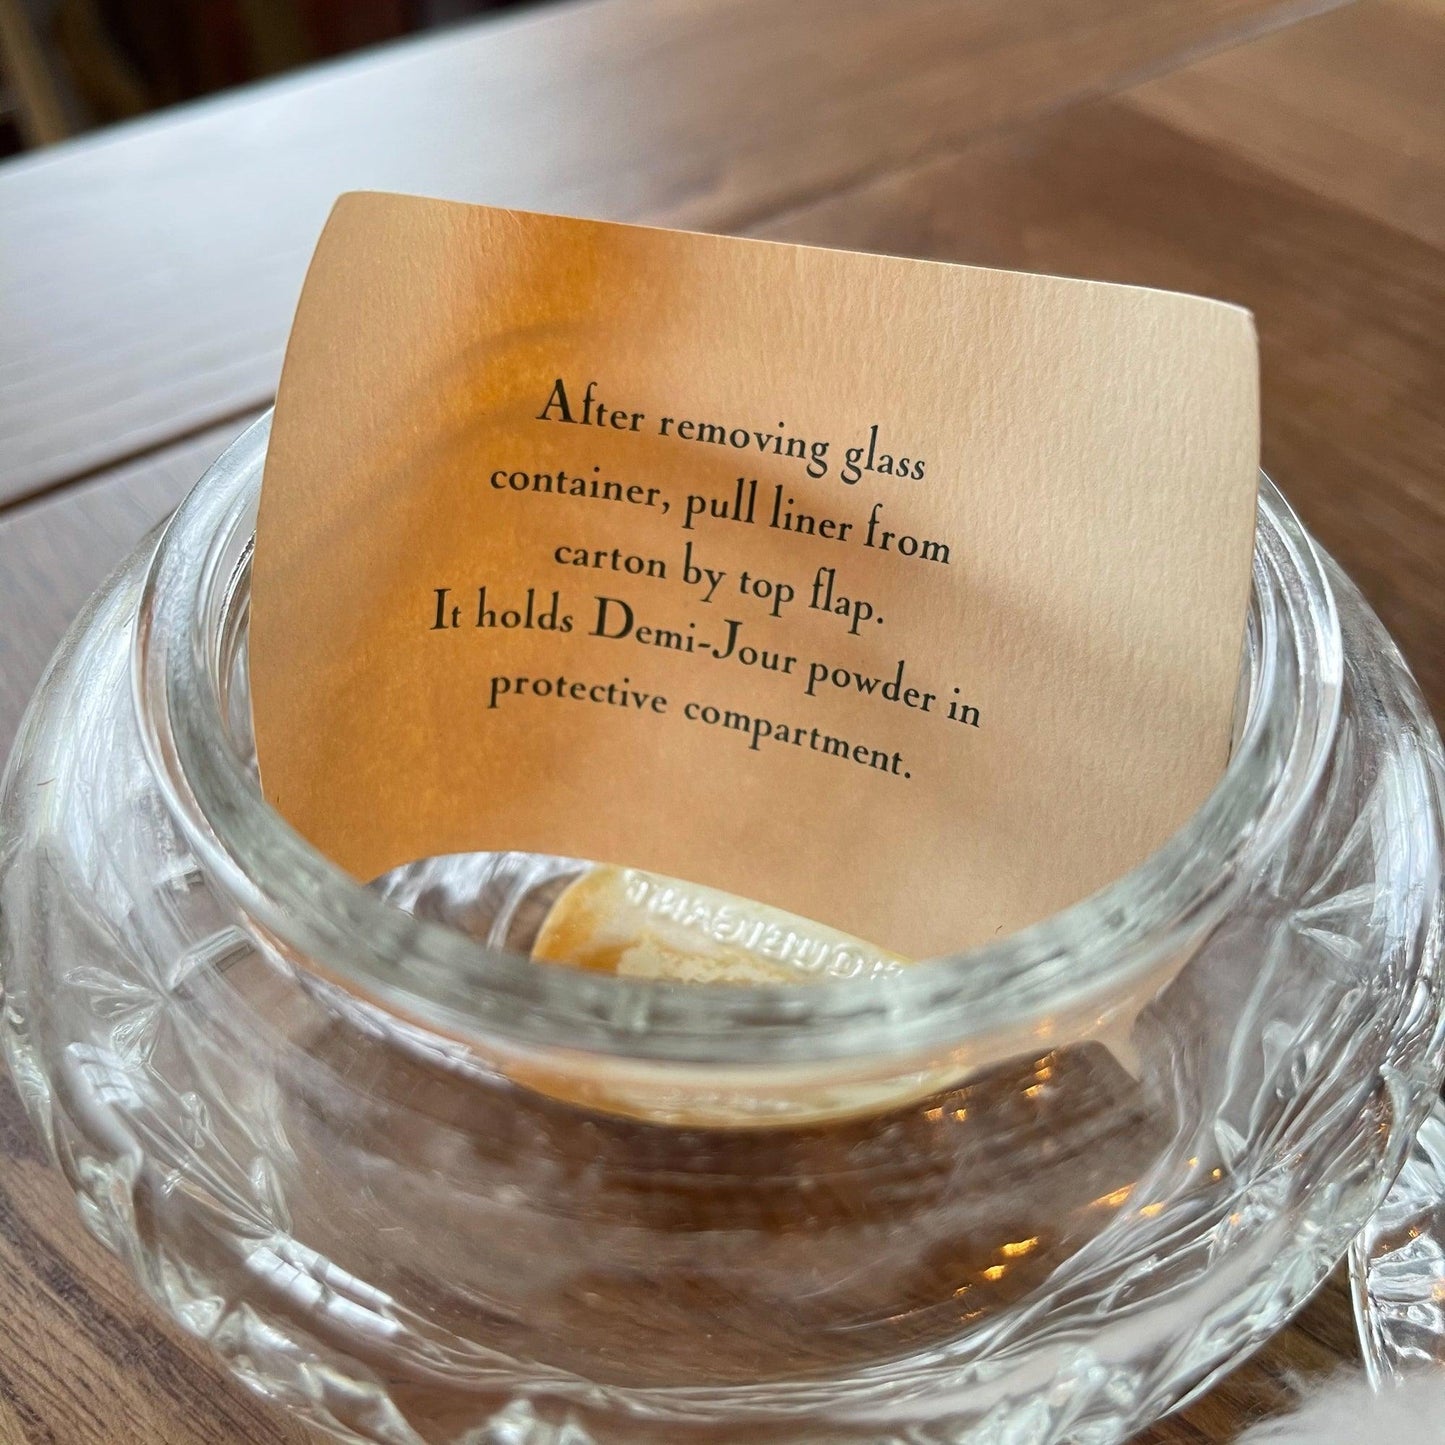 After removing glass
container, pull liner from
carton by top flap.
It holds Demi-Jour powder in
protective compartment.